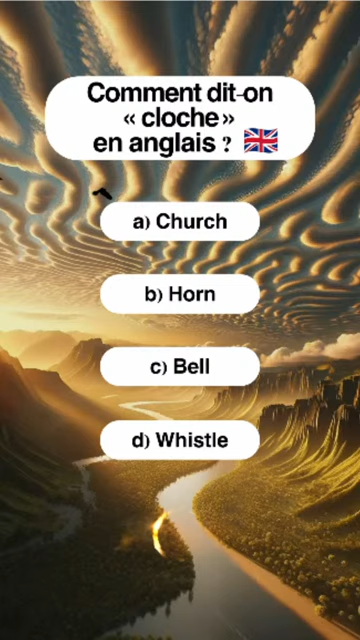 Comment dit-on
« cloche »
en anglais ? 🇬🇧
a) Church
b) Horn
c) Bell
d) Whistle